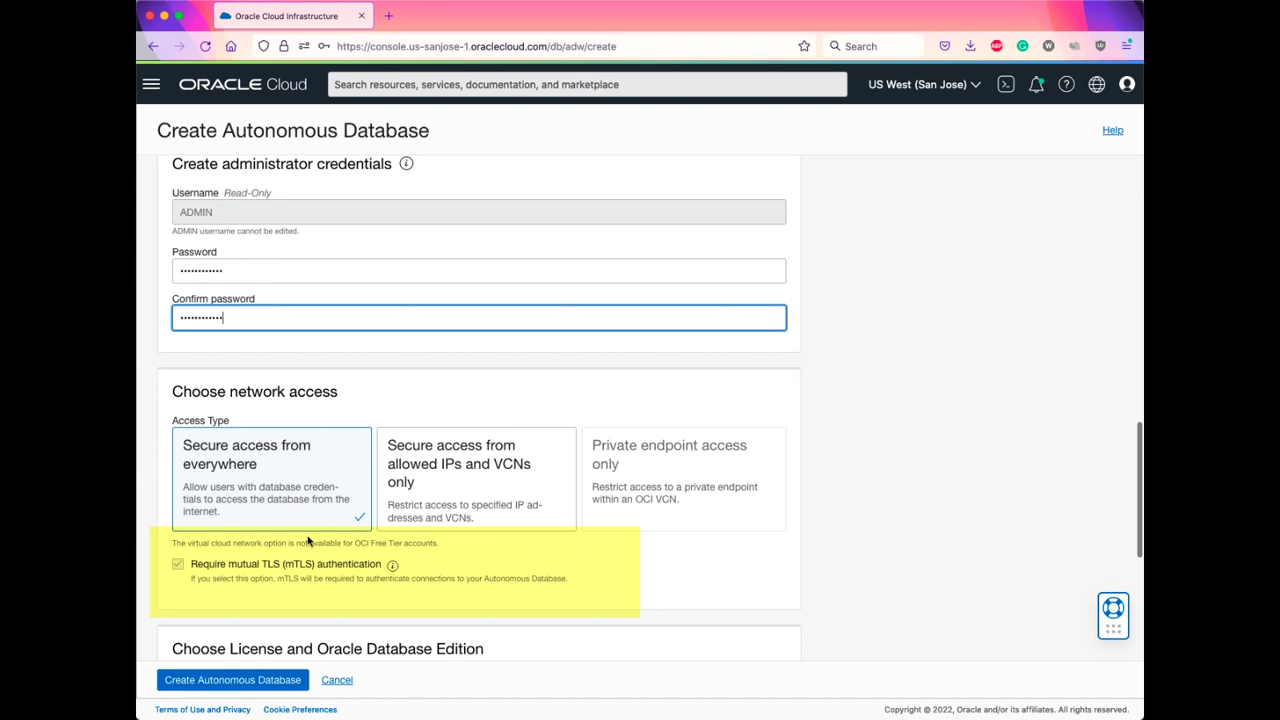 Oracle Cloud Infrastructure
https://console.us-sanjose-1.oraclecloud.com/db/adw/create
Search
ABP
ORACLE Cloud
Search resources, services, documentation, and marketplace
US West (San Jose)
Create Autonomous Database
Help
Create administrator credentials
Username Read-Only
ADMIN
ADMIN username cannot be edited.
Password
••••••••••••
Confirm password
••••••••••••
Choose network access
Access Type
Secure access from
everywhere
Allow users with database creden-
tials to access the database from the
internet.
Secure access from
allowed IPs and VCNs
only
Restrict access to specified IP ad-
dresses and VCNs.
Private endpoint access
only
Restrict access to a private endpoint
within an OCI VCN.
The virtual cloud network option is not available for OCI Free Tier accounts.
Require mutual TLS (mTLS) authentication
If you select this option, mTLS will be required to authenticate connections to your Autonomous Database.
Choose License and Oracle Database Edition
Create Autonomous Database
Cancel
Terms of Use and Privacy
Cookie Preferences
Copyright © 2022, Oracle and/or its affiliates. All rights reserved.